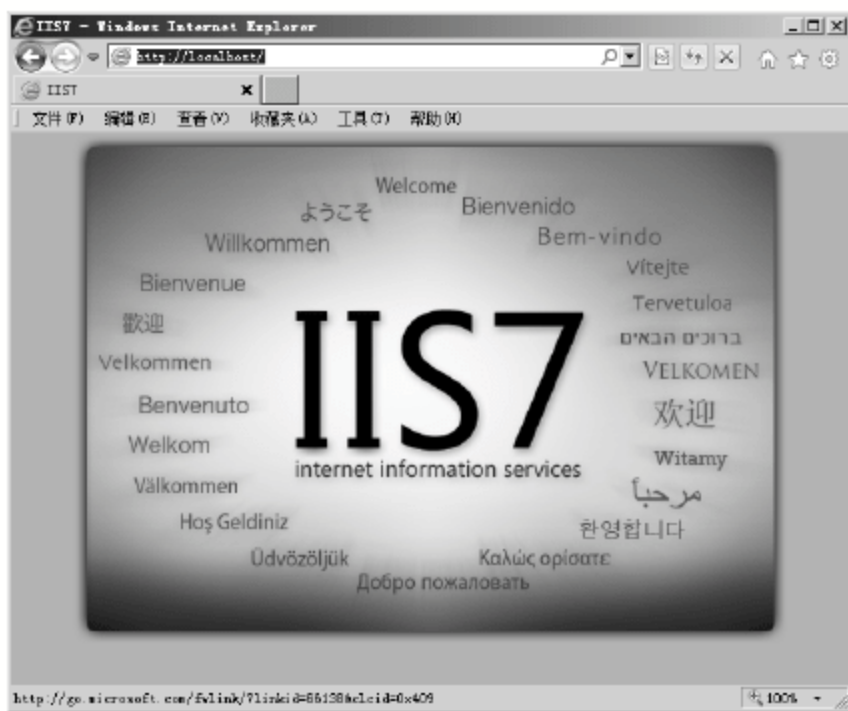 IIS7 - Windows Internet Explorer
http://localhost/
IIS7
文件(F) 编辑(E) 查看(V) 收藏夹(A) 工具(T) 帮助(H)
Welcome
ようこそ
Bienvenido
Willkommen
Bem-vindo
Vítejte
Bienvenue
Tervetuloa
歡迎
ברוכים הבאים
Velkommen
VELKOMEN
Benvenuto
欢迎
Welkom
Witamy
Välkommen
مرحباً
Hoş Geldiniz
환영합니다
Üdvözöljük
Καλώς ορίσατε
Добро пожаловать
IIS7
internet information services
http://go.microsoft.com/fwlink/?linkid=66138&clcid=0x409
100%